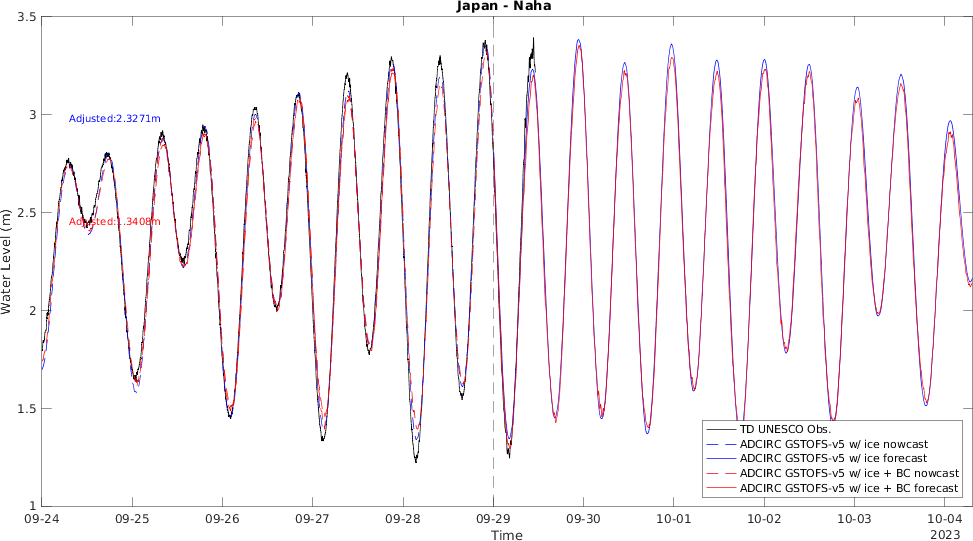 Japan - Naha
3.5
3
2.5
2
1.5
1
Water Level (m)
Adjusted:2.3271m
Adjusted:1.3408m
TD UNESCO Obs.
ADCIRC GSTOFS-v5 w/ ice nowcast
ADCIRC GSTOFS-v5 w/ ice forecast
ADCIRC GSTOFS-v5 w/ ice + BC nowcast
ADCIRC GSTOFS-v5 w/ ice + BC forecast
09-24 09-25 09-26 09-27 09-28 09-29 09-30 10-01 10-02 10-03 10-04
Time
2023